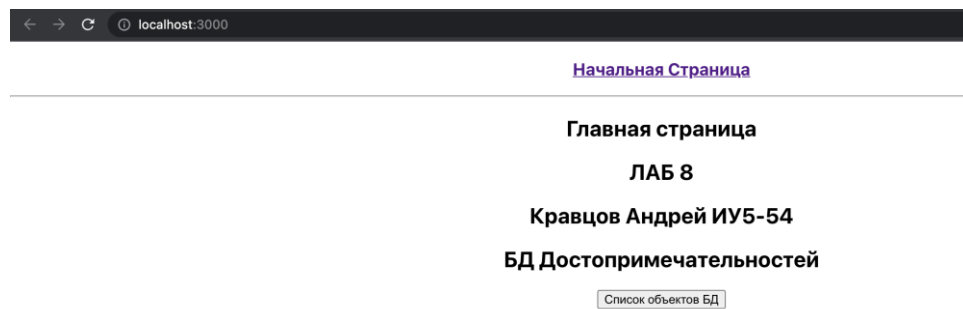 localhost:3000
Начальная Страница
Главная страница
ЛАБ 8
Кравцов Андрей ИУ5-54
БД Достопримечательностей
Список объектов БД